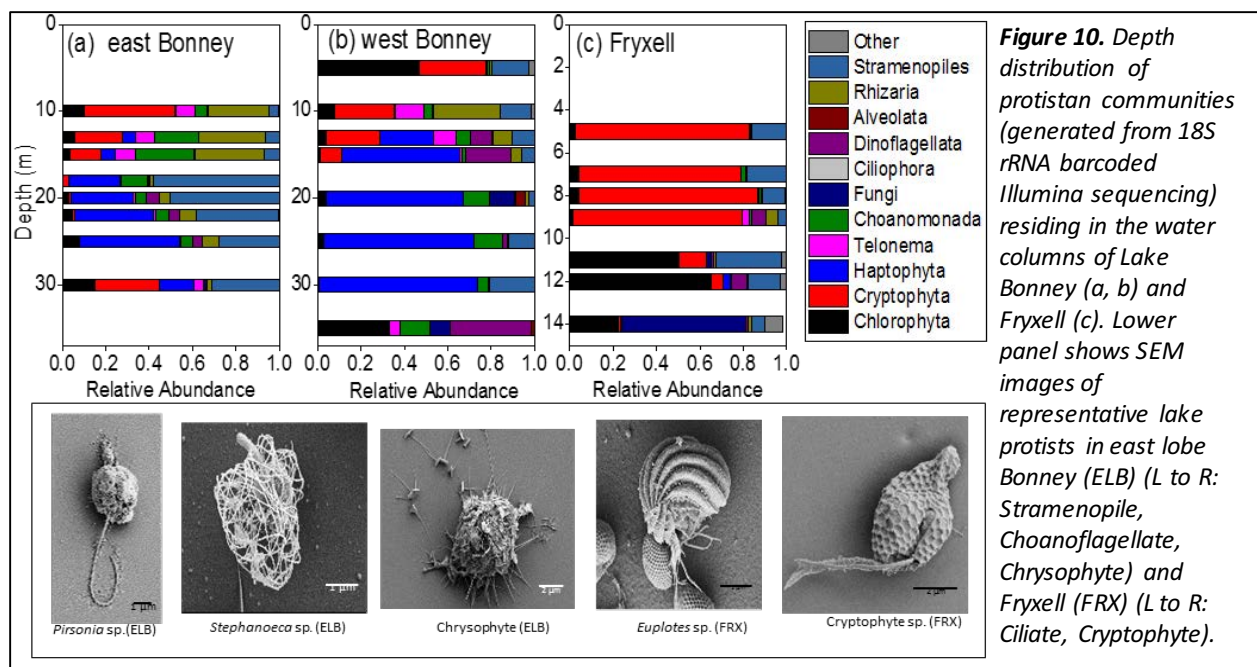 (a) east Bonney
0
10
20
30
Depth (m)
0.0 0.2 0.4 0.6 0.8 1.0
Relative Abundance
(b) west Bonney
0
10
20
30
0.0 0.2 0.4 0.6 0.8 1.0
Relative Abundance
(c) Fryxell
0
2
4
6
8
10
12
14
0.0 0.2 0.4 0.6 0.8 1.0
Relative Abundance
Other
Stramenopiles
Rhizaria
Alveolata
Dinoflagellata
Ciliophora
Fungi
Choanomonada
Telonema
Haptophyta
Cryptophyta
Chlorophyta
Figure 10. Depth
distribution of
protistan communities
(generated from 18S
rRNA barcoded
Illumina sequencing)
residing in the water
columns of Lake
Bonney (a, b) and
Fryxell (c). Lower
panel shows SEM
images of
representative lake
protists in east lobe
Bonney (ELB) (L to R:
Stramenopile,
Choanoflagellate,
Chrysophyte) and
Fryxell (FRX) (L to R:
Ciliate, Cryptophyte).
1 µm
1 µm
2 µm
2 µm
Pirsonia sp.(ELB)
Stephanoeca sp.(ELB)
Chrysophyte (ELB)
Euplotes sp.(FRX)
Cryptophyte sp.(FRX)